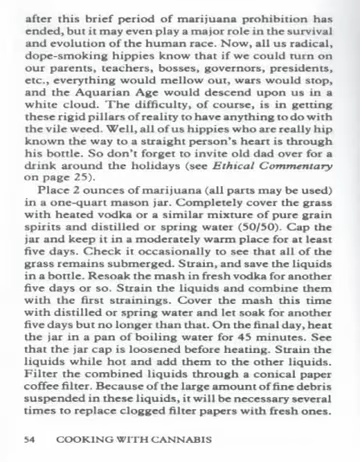 after this brief period of marijuana prohibition has
ended, but it may even play a major role in the survival
and evolution of the human race. Now, all us radical,
dope-smoking hippies know that if we could turn on
our parents, teachers, bosses, governors, presidents,
etc., everything would mellow out, wars would stop,
and the Aquarian Age would descend upon us in a
white cloud. The difficulty, of course, is in getting
these rigid pillars of reality to have anything to do with
the vile weed. Well, all of us hippies who are really hip
known the way to a straight person's heart is through
his bottle. So don't forget to invite old dad over for a
drink around the holidays (see Ethical Commentary
on page 25).
Place 2 ounces of marijuana (all parts may be used)
in a one-quart mason jar. Completely cover the grass
with heated vodka or a similar mixture of pure grain
spirits and distilled or spring water (50/50). Cap the
jar and keep it in a moderately warm place for at least
five days. Check it occasionally to see that all of the
grass remains submerged. Strain, and save the liquids
in a bottle. Resoak the mash in fresh vodka for another
five days or so. Strain the liquids and combine them
with the first strainings. Cover the mash this time
with distilled or spring water and let soak for another
five days but no longer than that. On the final day, heat
the jar in a pan of boiling water for 45 minutes. See
that the jar cap is loosened before heating. Strain the
liquids while hot and add them to the other liquids.
Filter the combined liquids through a conical paper
coffee filter. Because of the large amount of fine debris
suspended in these liquids, it will be necessary several
times to replace clogged filter papers with fresh ones.
54 COOKING WITH CANNABIS